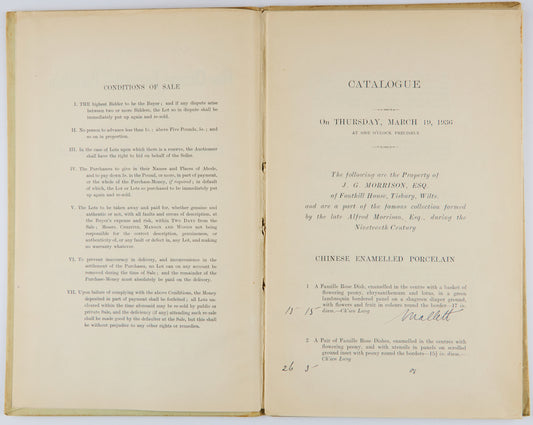 CONDITIONS OF SALE
I. THE highest Bidder to be the Buyer; and if any dispute arise
between two or more Bidders, the Lot so in dispute shall be
immediately put up again and re-sold.
II. No person to advance less than 1s.; above Five Pounds, 5s.; and
so on in proportion.
III. In the case of Lots upon which there is a reserve, the Auctioneer
shall have the right to bid on behalf of the Seller.
IV. The Purchasers to give in their Names and Places of Abode,
and to pay down 5s. in the Pound, or more, in part of payment,
or the whole of the Purchase-Money, if required; in default
of which, the Lot or Lots so purchased to be immediately put
up again and re-sold.
V. The Lots to be taken away and paid for, whether genuine and
authentic or not, with all faults and errors of description, at
the Buyer's expense and risk, within TWO DAYS from the
Sale; Messrs. CHRISTIE, MANSON AND WOODS not being
responsible for the correct description, genuineness, or
authenticity of, or any fault or defect in, any Lot, and making
no warranty whatever.
VI. To prevent inaccuracy in delivery, and inconvenience in the
settlement of the Purchases, no Lot can on any account be
removed during the time of Sale; and the remainder of the
Purchase-Money must absolutely be paid on the delivery.
VII. Upon failure of complying with the above Conditions, the Money
deposited in part of payment shall be forfeited; all Lots un-
cleared within the time aforesaid may be re-sold by public or
private Sale, and the deficiency (if any) attending such re-sale
shall be made good by the defaulter at the Sale, but this shall
be without prejudice to any other rights or remedies.
CATALOGUE
On THURSDAY, MARCH 19, 1936
AT ONE O'CLOCK PRECISELY
The following are the Property of
J. G. MORRISON, ESQ.
of Fonthill House, Tisbury, Wilts.
and are a part of the famous collection formed
by the late Alfred Morrison, Esq., during the
Nineteenth Century
CHINESE ENAMELLED PORCELAIN
1 A Famille Rose Dish, enamelled in the centre with a basket of
flowering peony, chrysanthemum and lotus, in a green
lambrequin bordered panel on a shagreen diaper ground,
with flowers and fruit in colours round the border—17 in.
diam.—Ch'ien Lung
15 15 Mallett
2 A Pair of Famille Rose Dishes, enamelled in the centres with
flowering peony, and with utensils in panels on scrolled
ground inset with peony round the borders—15½ in. diam.—
Ch'ien Lung
26 5